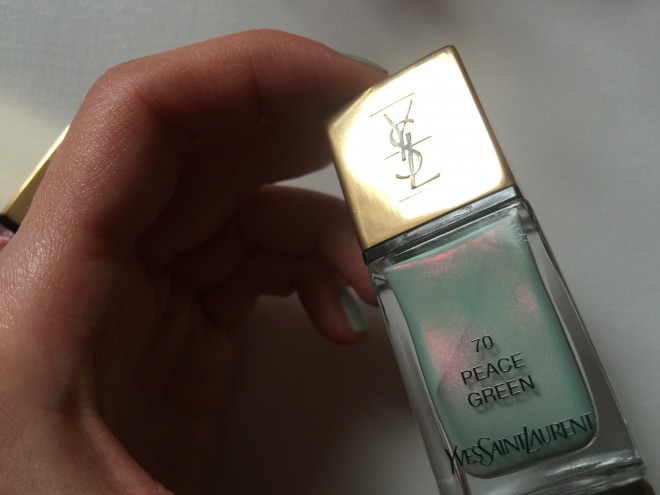 YSL
70
PEACE
GREEN
YVESSAINTLAURENT